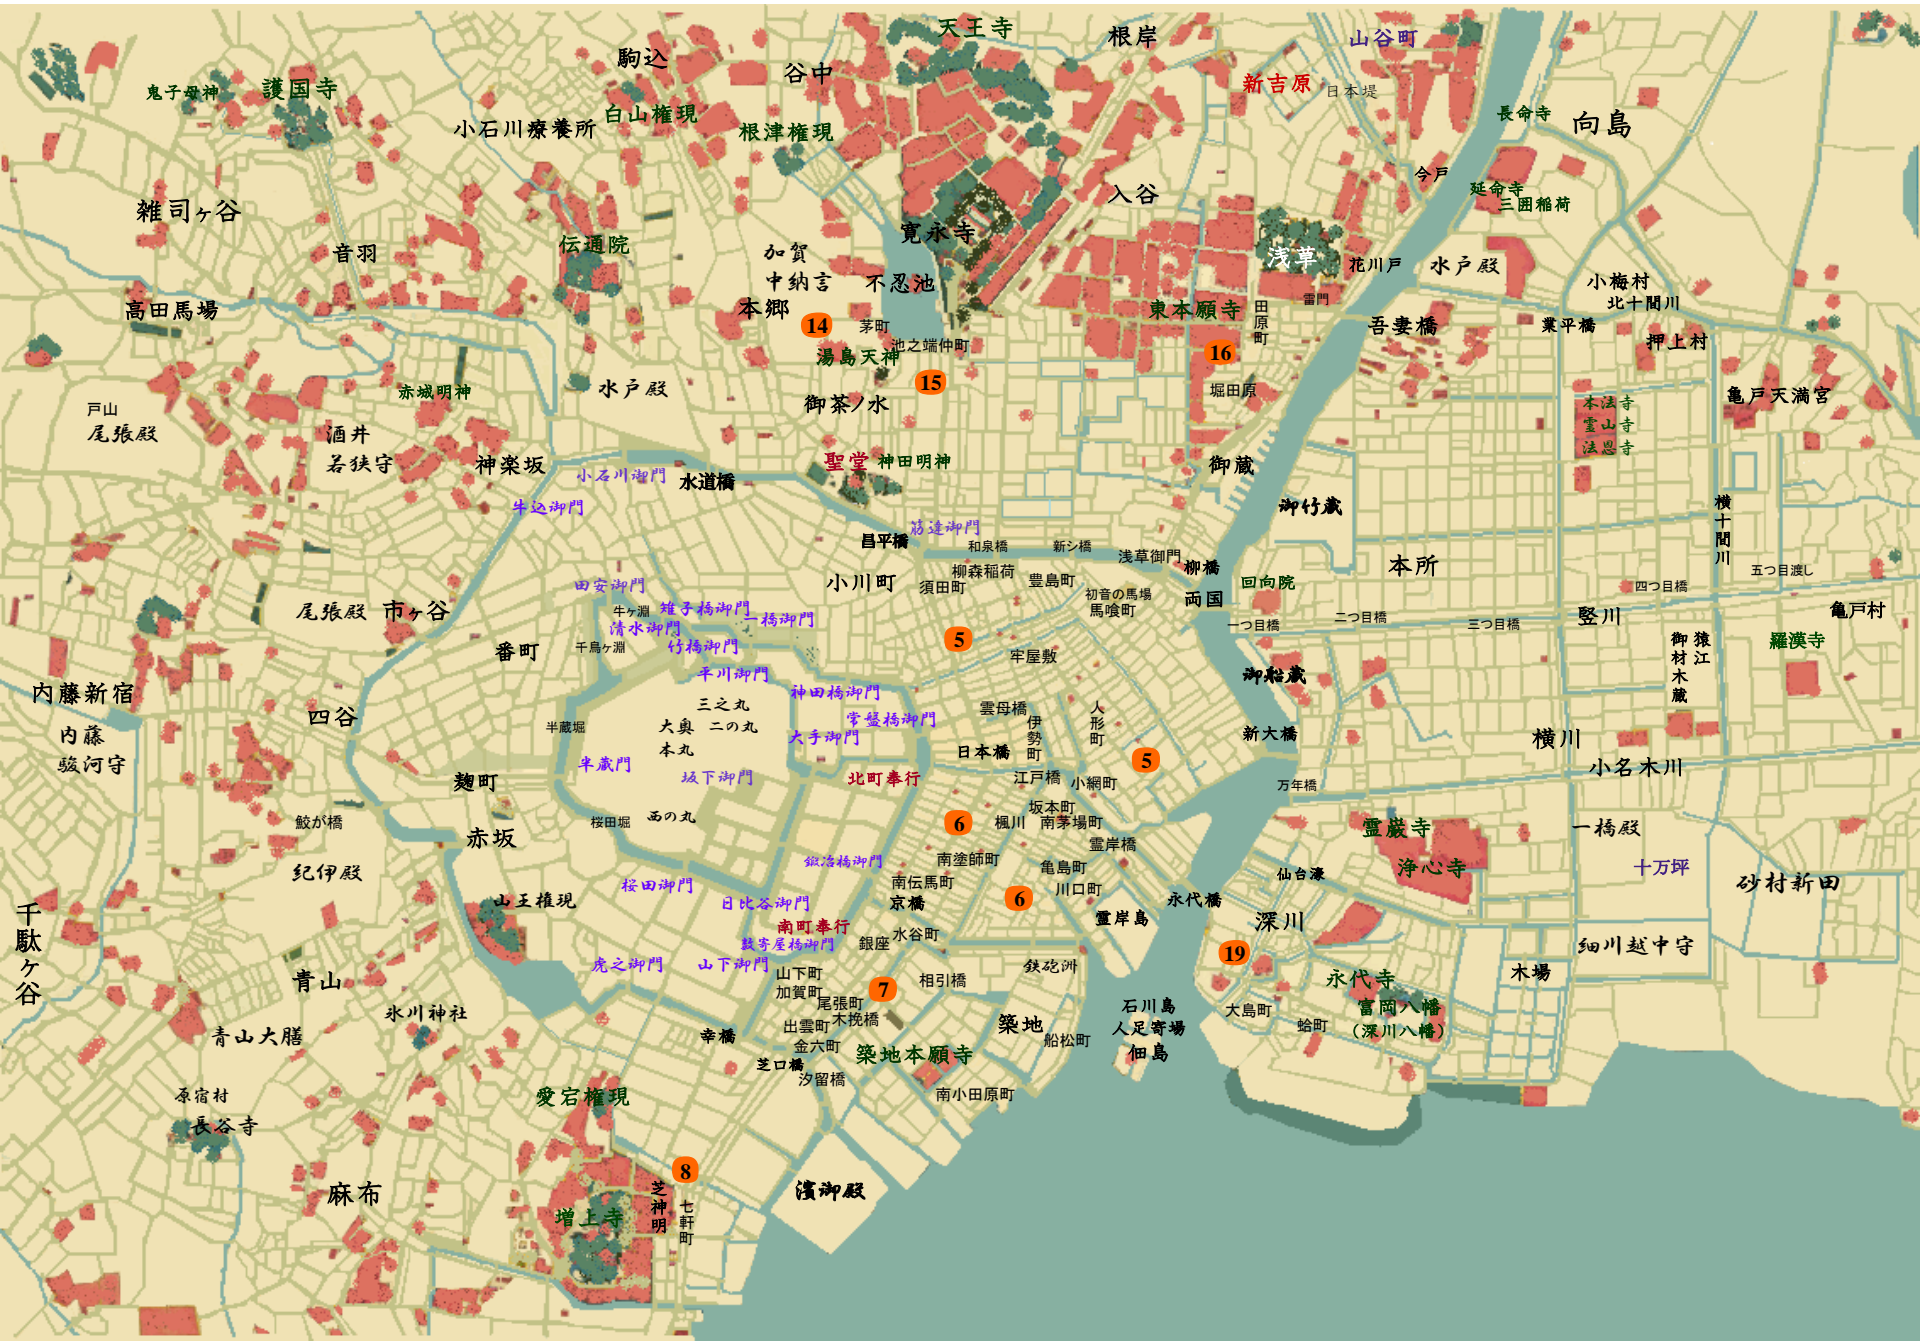 天王寺
根岸
山谷町
駒込
谷中
新吉原
日本堤
鬼子母神
護国寺
白山権現
小石川療養所
根津権現
長命寺
向島
今戸
延命寺
三囲稲荷
入谷
雑司ヶ谷
伝通院
音羽
寛永寺
浅草
花川戸
水戸殿
加賀
中納言
不忍池
小梅村
北十間川
高田馬場
本郷
14
茅町
東本願寺
田原町
雷門
吾妻橋
業平橋
押上村
池之端仲町
湯島天神
16
15
堀田原
赤城明神
水戸殿
御茶ノ水
亀戸天満宮
本法寺
霊山寺
法恩寺
戸山
尾張殿
酒井
若狭守
神楽坂
聖堂
神田明神
御蔵
小石川御門
水道橋
牛込御門
御竹蔵
横十間川
筋違御門
昌平橋
和泉橋
新シ橋
浅草御門
柳橋
本所
五つ目渡し
小川町
柳森稲荷
須田町
豊島町
初音の馬場
馬喰町
両国
回向院
四つ目橋
田安御門
牛ヶ淵
雉子橋御門
一橋御門
清水御門
竹橋御門
千鳥ヶ淵
尾張殿
市ヶ谷
番町
一つ目橋
二つ目橋
三つ目橋
竪川
亀戸村
5
牢屋敷
御材木蔵
猿江
羅漢寺
平川御門
神田橋御門
御船蔵
内藤新宿
四谷
三之丸
大奥
二の丸
本丸
常盤橋御門
大手御門
雲母橋
伊勢町
人形町
内藤
駿河守
半蔵堀
半蔵門
坂下御門
北町奉行
日本橋
新大橋
横川
5
江戸橋
小網町
小名木川
万年橋
麹町
鮫が橋
桜田堀
西の丸
坂本町
6
楓川
南茅場町
霊巌寺
一橋殿
赤坂
霊岸橋
紀伊殿
鍛冶橋御門
南塗師町
亀島町
浄心寺
十万坪
桜田御門
南伝馬町
川口町
仙台濠
砂村新田
山王権現
日比谷御門
京橋
6
霊岸島
永代橋
深川
千駄ヶ谷
南町奉行
数寄屋橋御門
銀座
水谷町
細川越中守
19
虎之御門
山下御門
山下町
加賀町
相引橋
鉄砲洲
永代寺
木場
青山
7
尾張町
木挽橋
石川島
人足寄場
佃島
大島町
蛤町
富岡八幡
(深川八幡)
氷川神社
青山大膳
幸橋
出雲町
金六町
築地
船松町
芝口橋
汐留橋
築地本願寺
南小田原町
原宿村
長谷寺
愛宕権現
8
麻布
増上寺
芝神明
七軒町
濱御殿